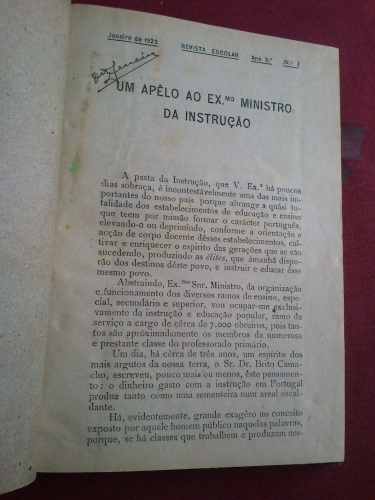 Janeiro de 1923 REVISTA ESCOLAR Ano 3.º N.º 1
UM APÊLO AO EX.MO MINISTRO
DA INSTRUÇÃO
A pasta da Instrução, que V. Ex.ª há poucos
dias sobraça, é incontestávelmente uma das mais im-
portantes do nosso país porque abrange a quási to-
talidade dos estabelecimentos de educação e ensino
que teem por missão formar o carácter português,
elevando-o ou deprimindo, conforme a orientação e
acção do corpo docente dêsses estabelecimentos, cul-
tivar e enriquecer o espírito das gerações que se vão
sucedendo, produzindo as élites, que àmanhã dispo-
rão dos destinos dêste povo, e instruir e educar êsse
mesmo povo.
Abstraindo, Ex.mo Snr. Ministro, da organização
e funcionamento dos diversos ramos de ensino, espe-
cial, secundário e superior, vou ocupar-me exclusi-
vamente da instrução e educação popular, ramo de
serviço a cargo de cêrca de 7.000 obreiros, pois tan-
tos são apróximadamente os membros da numerosa
e prestante classe do professorado primário.
Um dia, há cêrca de três anos, um espírito dos
mais argutos da nossa terra, o Sr. Dr. Brito Cama-
cho, escreveu, pouco mais ou menos, êste pensamen-
to: o dinheiro gasto com a instrução em Portugal
produz tanto como uma sementeira num areal escal-
dante.
Há, evidentemente, grande exagêro no conceito
exposto por aquele homem público naquelas palavras,
porque, se há classes que trabalhem e produzam nes-